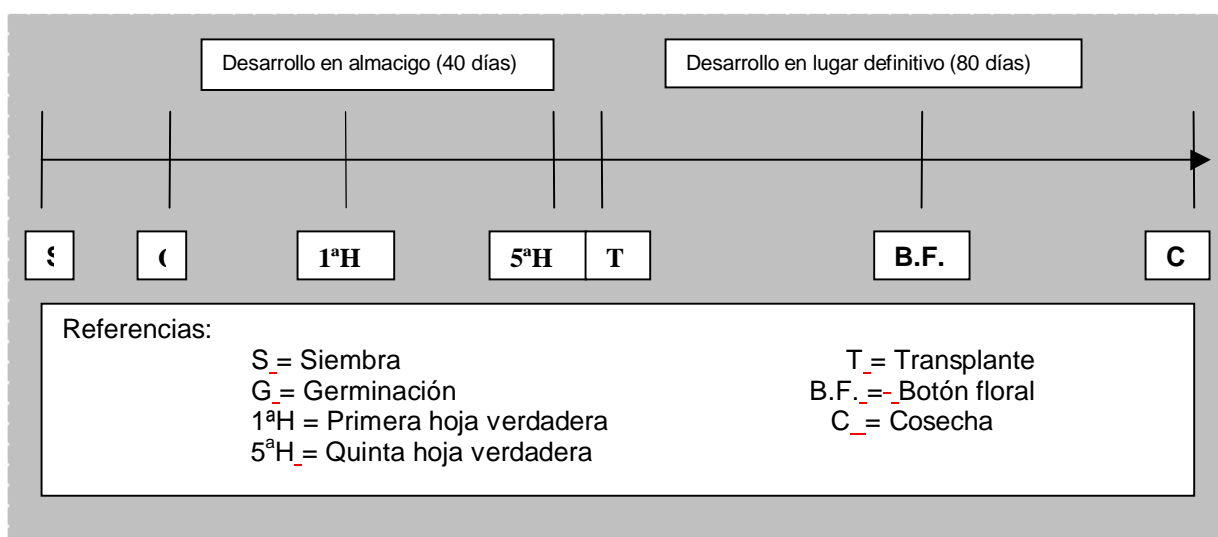 Desarrollo en almacigo (40 días)
Desarrollo en lugar definitivo (80 días)
1ªH
5ªH
T
B.F.
C
Referencias:
S = Siembra
G = Germinación
1ªH = Primera hoja verdadera
5ªH = Quinta hoja verdadera
T = Transplante
B.F. =- Botón floral
C = Cosecha